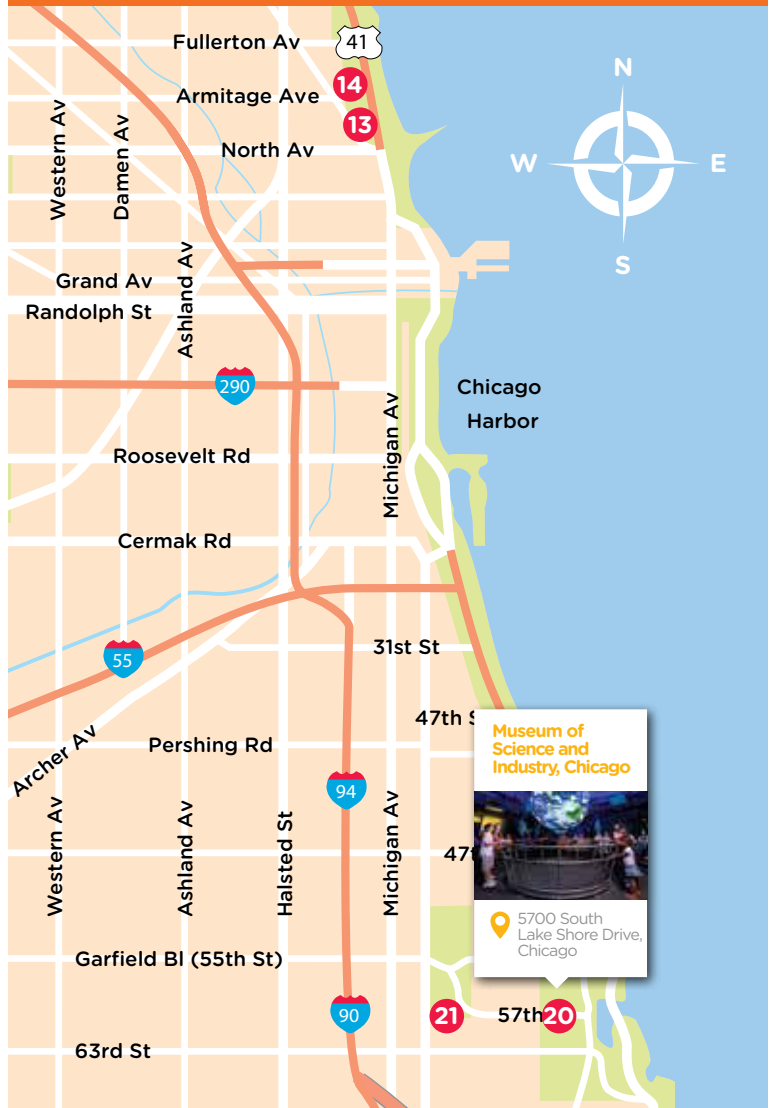 Fullerton Av
41
14
Armitage Ave
13
North Av
N
W
E
S
Western Av
Damen Av
Ashland Av
Grand Av
Randolph St
290
Chicago
Harbor
Michigan Av
Roosevelt Rd
Cermak Rd
55
31st St
47th S
Archer Av
Pershing Rd
94
Museum of
Science and
Industry, Chicago
5700 South
Lake Shore Drive,
Chicago
Western Av
Ashland Av
Halsted St
Michigan Av
47t
Garfield Bl (55th St)
90
21
57th
20
63rd St